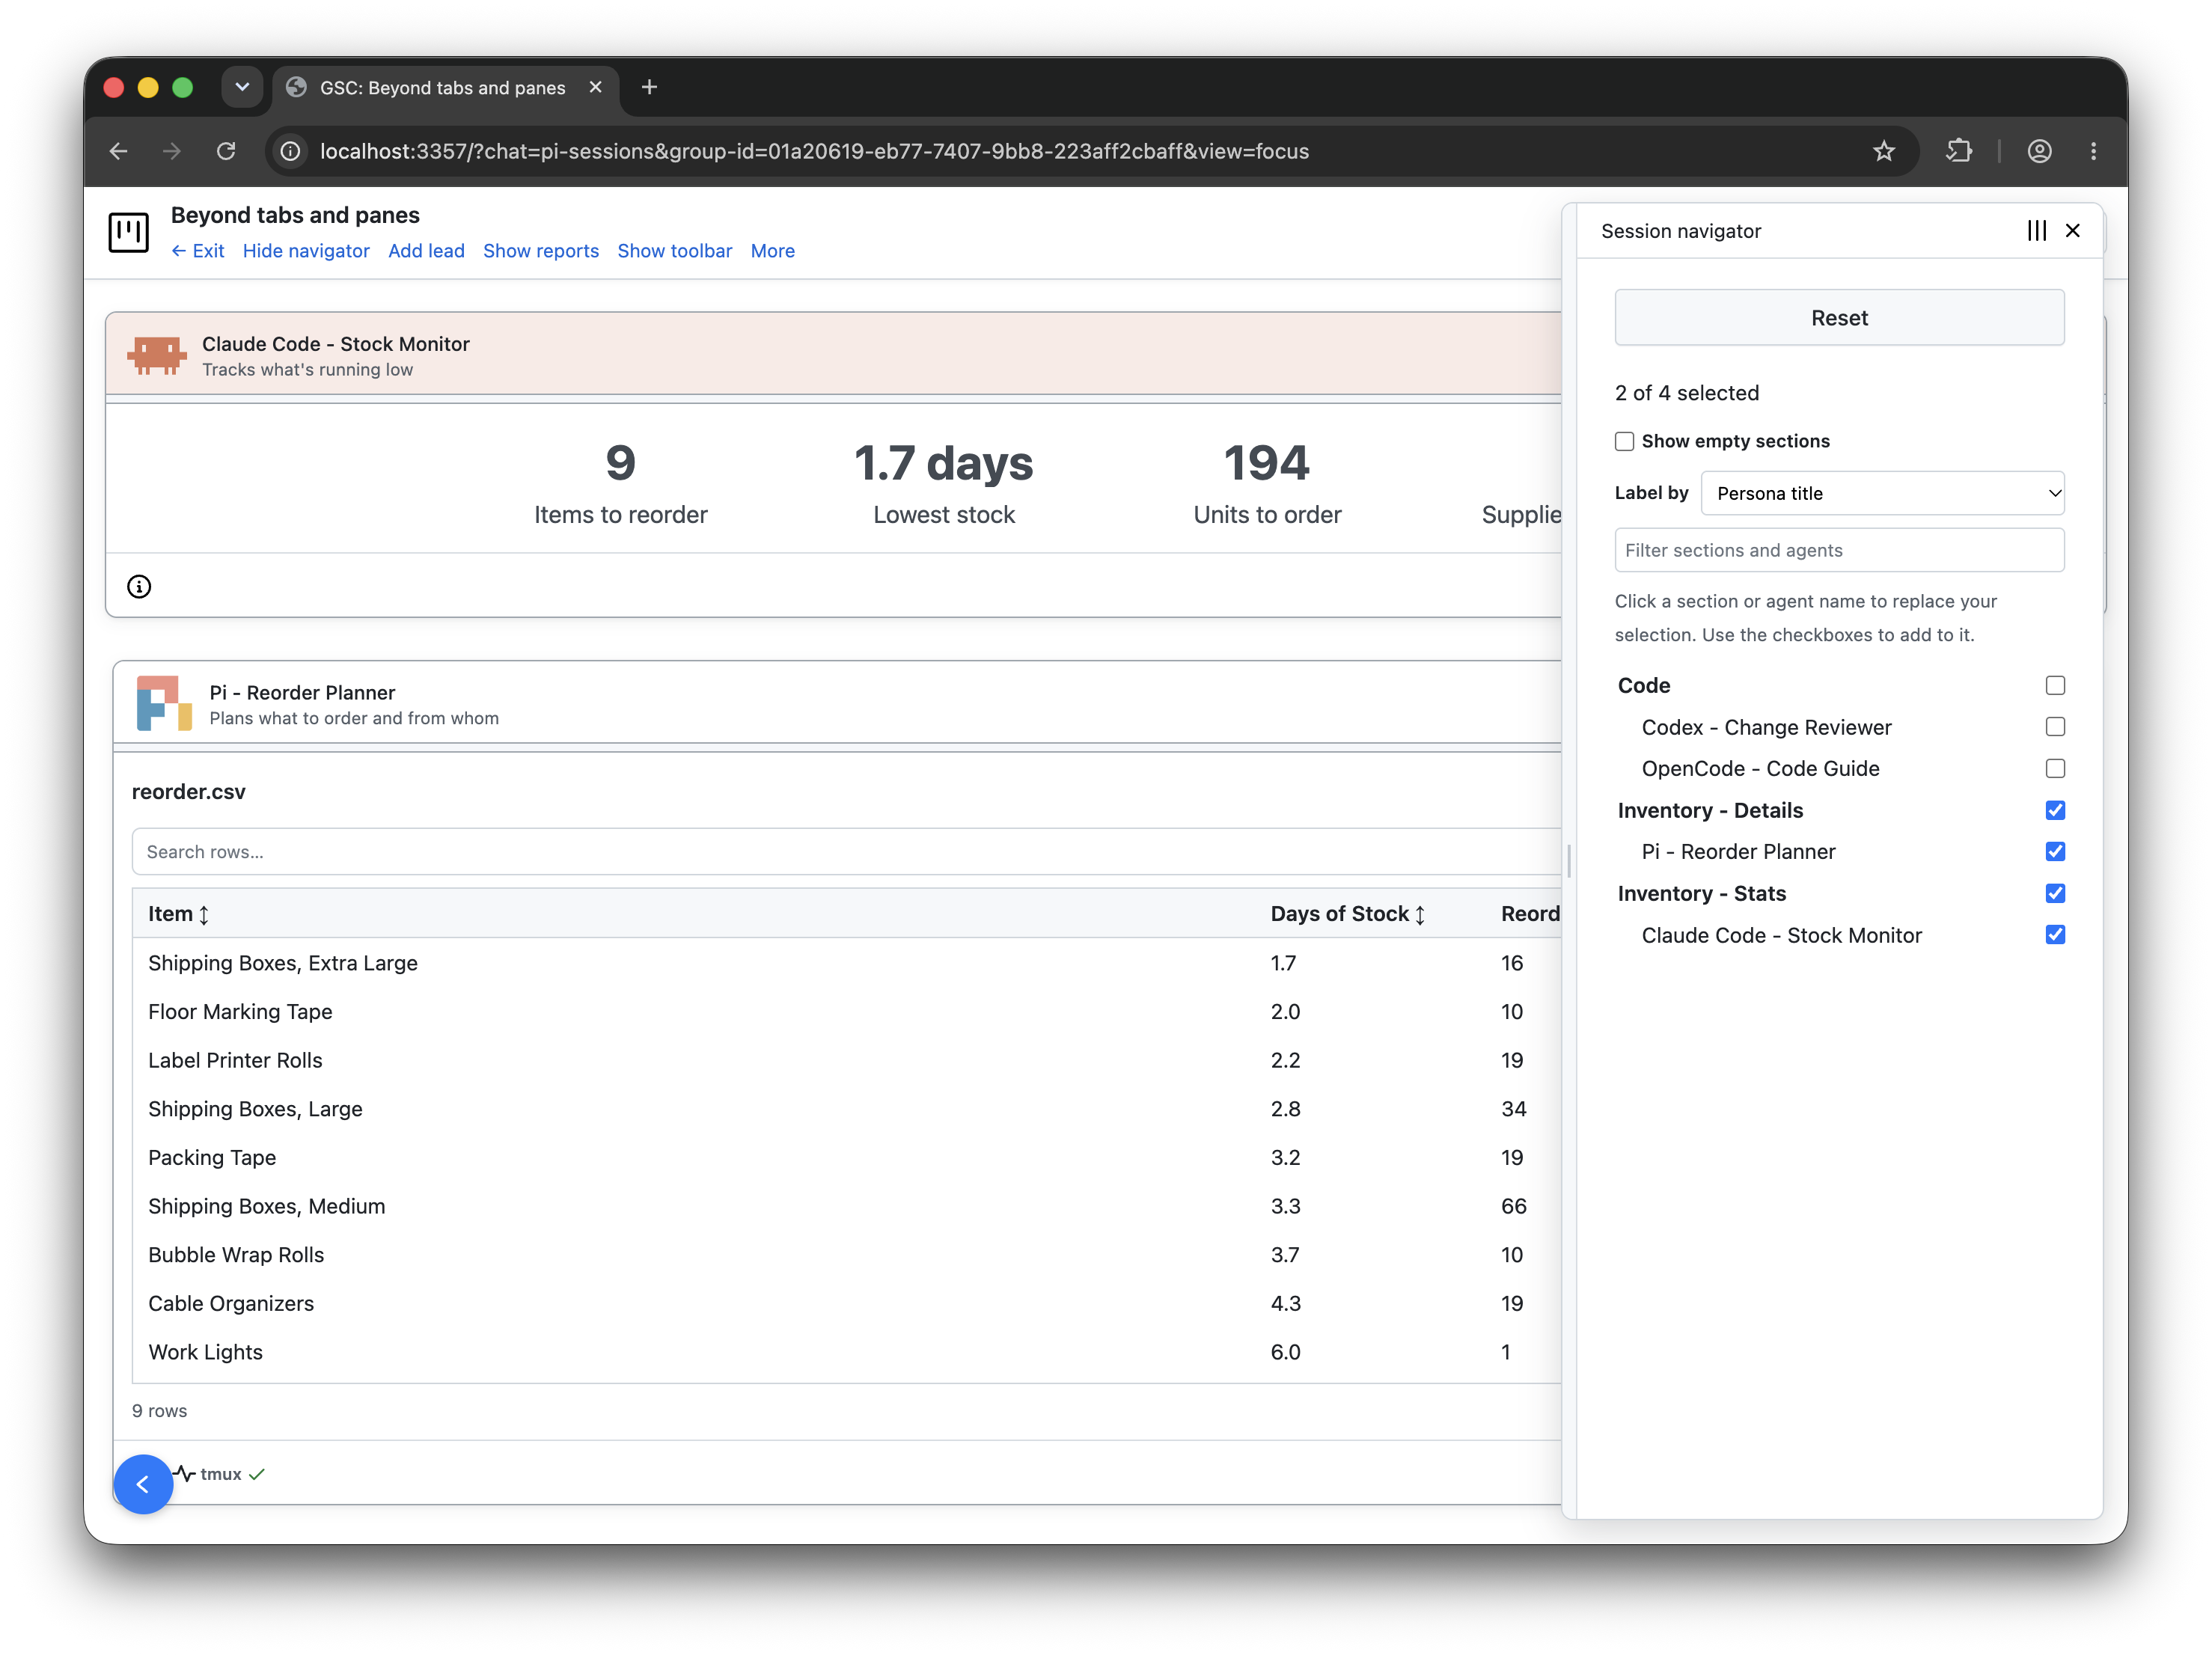 GSC: Beyond tabs and panes
localhost:3357/?chat=pi-sessions&group-id=01a20619-eb77-7407-9bb8-223aff2cbaff&view=focus
Beyond tabs and panes
← Exit Hide navigator Add lead Show reports Show toolbar More
Claude Code - Stock Monitor
Tracks what's running low
9
Items to reorder
1.7 days
Lowest stock
194
Units to order
Supplie
Pi - Reorder Planner
Plans what to order and from whom
reorder.csv
Search rows...
Item Days of Stock Reord
Shipping Boxes, Extra Large 1.7 16
Floor Marking Tape 2.0 10
Label Printer Rolls 2.2 19
Shipping Boxes, Large 2.8 34
Packing Tape 3.2 19
Shipping Boxes, Medium 3.3 66
Bubble Wrap Rolls 3.7 10
Cable Organizers 4.3 19
Work Lights 6.0 1
9 rows
tmux
Session navigator
Reset
2 of 4 selected
Show empty sections
Label by Persona title
Filter sections and agents
Click a section or agent name to replace your
selection. Use the checkboxes to add to it.
Code
Codex - Change Reviewer
OpenCode - Code Guide
Inventory - Details
Pi - Reorder Planner
Inventory - Stats
Claude Code - Stock Monitor